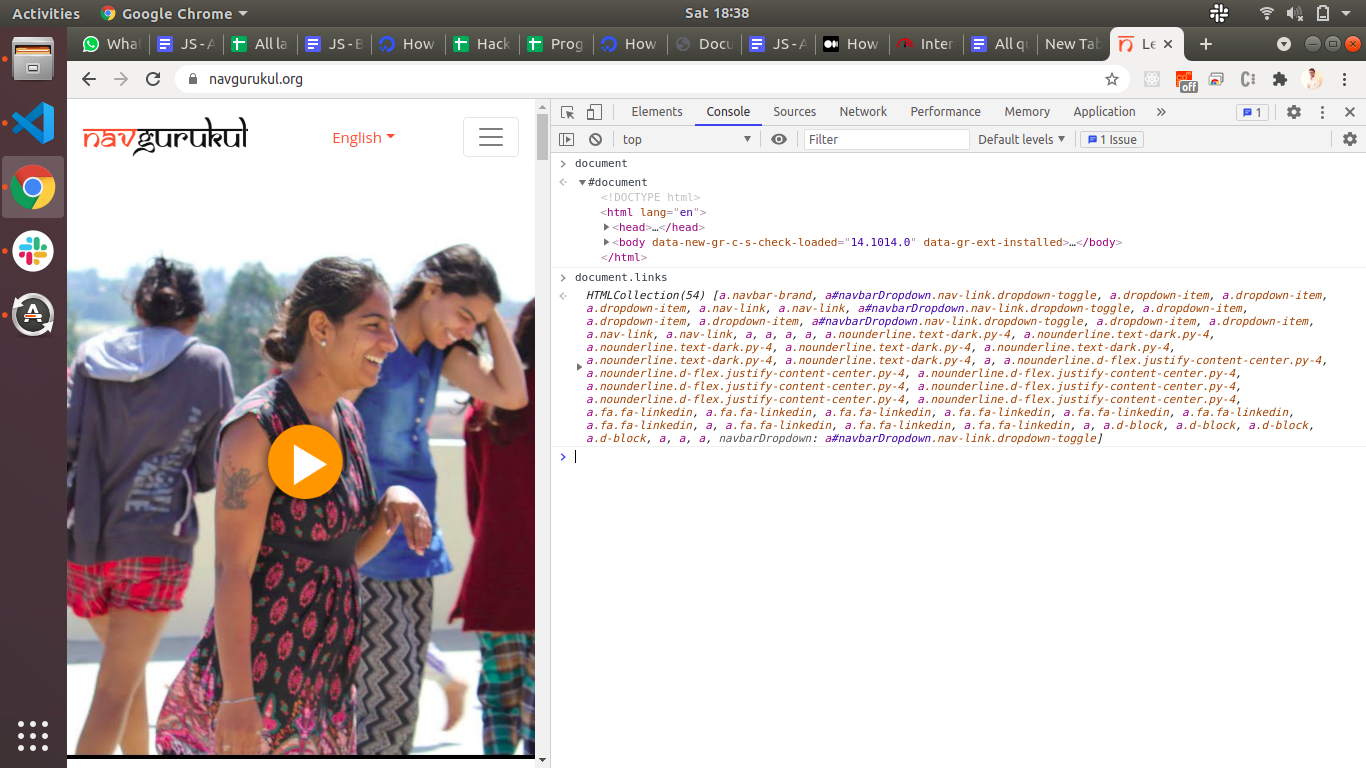 Activities Google Chrome Sat 18:38
What JS - A All la JS - E How Hack Prog How Docu JS - A How Inter All qu New Tab Le
navgurukul.org
off
navgurukul English
Elements Console Sources Network Performance Memory Application » 1
top Filter Default levels 1 Issue
document
#document
<!DOCTYPE html>
<html lang="en">
<head>…</head>
<body data-new-gr-c-s-check-loaded="14.1014.0" data-gr-ext-installed>…</body>
</html>
document.links
HTMLCollection(54) [a.navbar-brand, a#navbarDropdown.nav-link.dropdown-toggle, a.dropdown-item, a.dropdown-item,
a.dropdown-item, a.nav-link, a.nav-link, a#navbarDropdown.nav-link.dropdown-toggle, a.dropdown-item,
a.dropdown-item, a.dropdown-item, a#navbarDropdown.nav-link.dropdown-toggle, a.dropdown-item, a.dropdown-item,
a.nav-link, a.nav-link, a, a, a, a, a.nounderline.text-dark.py-4, a.nounderline.text-dark.py-4,
a.nounderline.text-dark.py-4, a.nounderline.text-dark.py-4, a.nounderline.text-dark.py-4,
a.nounderline.text-dark.py-4, a.nounderline.text-dark.py-4, a, a.nounderline.d-flex.justify-content-center.py-4,
a.nounderline.d-flex.justify-content-center.py-4, a.nounderline.d-flex.justify-content-center.py-4,
a.nounderline.d-flex.justify-content-center.py-4, a.nounderline.d-flex.justify-content-center.py-4,
a.nounderline.d-flex.justify-content-center.py-4, a.nounderline.d-flex.justify-content-center.py-4,
a.fa.fa-linkedin, a.fa.fa-linkedin, a.fa.fa-linkedin, a.fa.fa-linkedin, a.fa.fa-linkedin, a.fa.fa-linkedin,
a.fa.fa-linkedin, a, a.fa.fa-linkedin, a.fa.fa-linkedin, a.fa.fa-linkedin, a, a.d-block, a.d-block, a.d-block,
a.d-block, a, a, a, navbarDropdown: a#navbarDropdown.nav-link.dropdown-toggle]